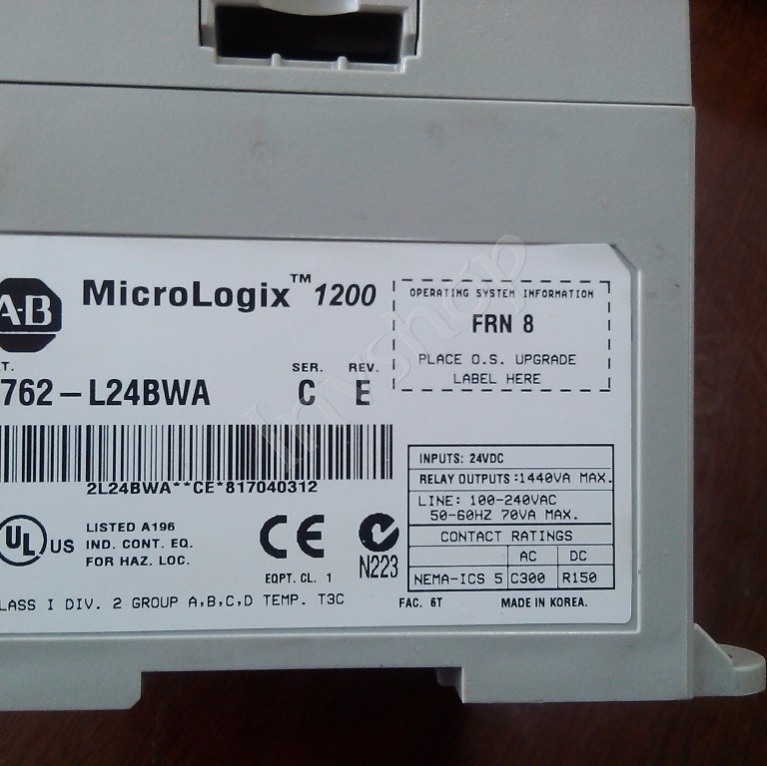 A-B
MicroLogix™ 1200
T.
SER.
REV.
762-L24BWA
C
E
2L24BWA**CE*817040312
OPERATING SYSTEM INFORMATION
FRN 8
PLACE O.S. UPGRADE
LABEL HERE
INPUTS: 24VDC
RELAY OUTPUTS :1440VA MAX.
LINE: 100-240VAC
50-60HZ 70VA MAX.
CONTACT RATINGS
AC DC
NEMA-ICS 5 C300 R150
UL US
LISTED A196
IND. CONT. EQ.
FOR HAZ. LOC.
CE
EQPT. CL. 1
N223
LASS I DIV. 2 GROUP A,B,C,D TEMP. T3C
FAC. 6T
MADE IN KOREA.